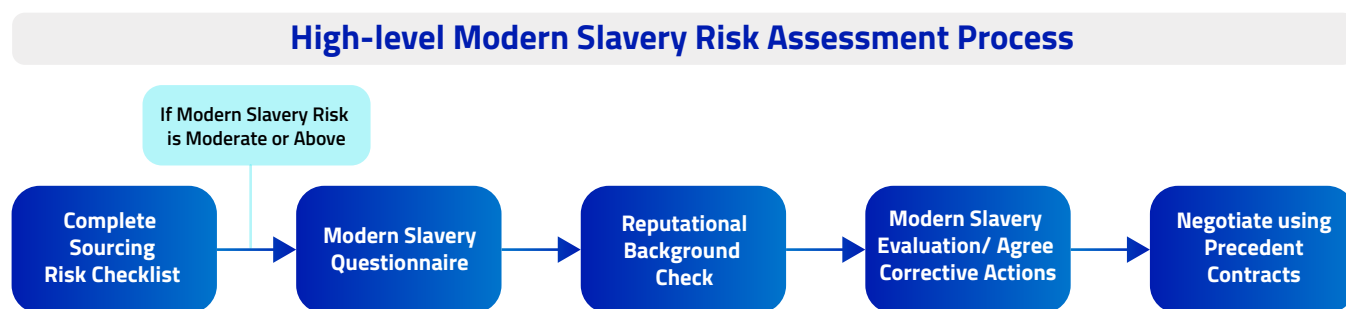 High-level Modern Slavery Risk Assessment Process
If Modern Slavery Risk
is Moderate or Above
Complete
Sourcing
Risk Checklist
Modern Slavery
Questionnaire
Reputational
Background
Check
Modern Slavery
Evaluation/ Agree
Corrective Actions
Negotiate using
Precedent
Contracts